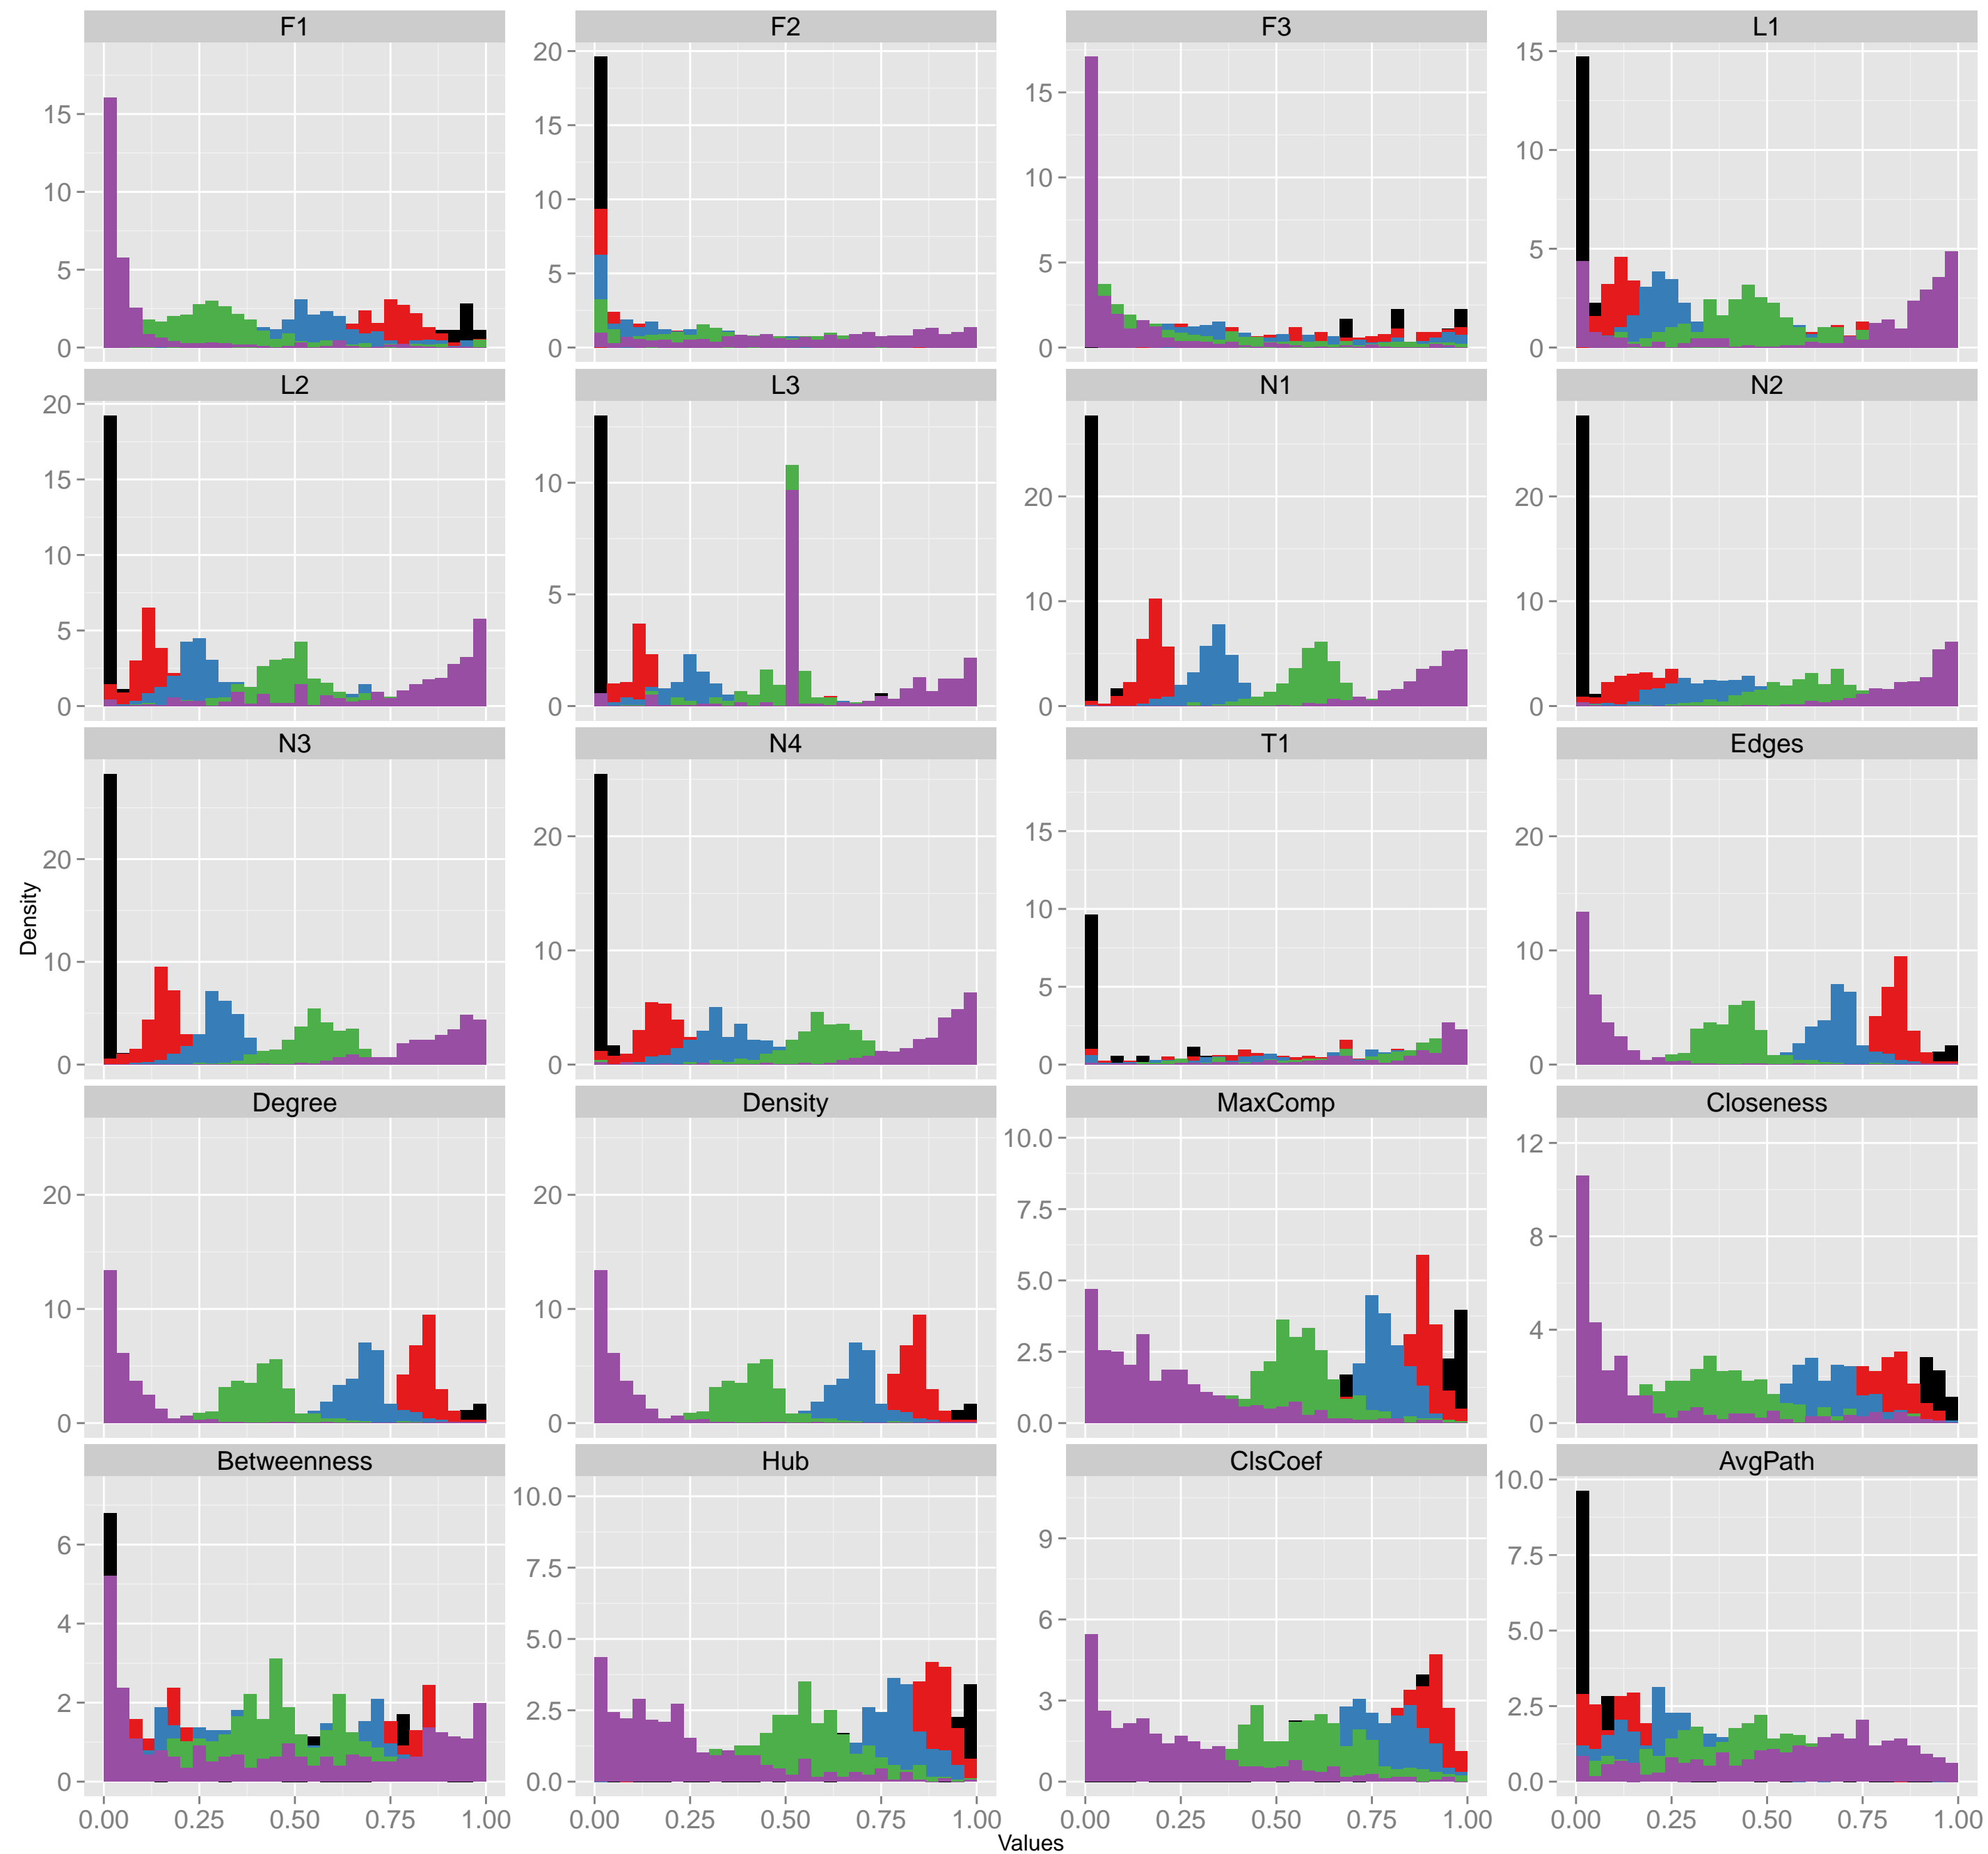 F1 F2 F3 L1
15 10 5 0
20 15 10 5 0
15 10 5 0
15 10 5 0
L2 L3 N1 N2
20 15 10 5 0
10 5 0
20 10 0
20 10 0
N3 N4 T1 Edges
20 10 0
20 10 0
15 10 5 0
20 10 0
Density
Degree Density MaxComp Closeness
20 10 0
20 10 0
10.0 7.5 5.0 2.5 0.0
12 8 4 0
Betweenness Hub ClsCoef AvgPath
6 4 2 0
10.0 7.5 5.0 2.5 0.0
9 6 3 0
10.0 7.5 5.0 2.5 0.0
0.00 0.25 0.50 0.75 1.00 0.00 0.25 0.50 0.75 1.00 0.00 0.25 0.50 0.75 1.00 0.00 0.25 0.50 0.75 1.00
Values